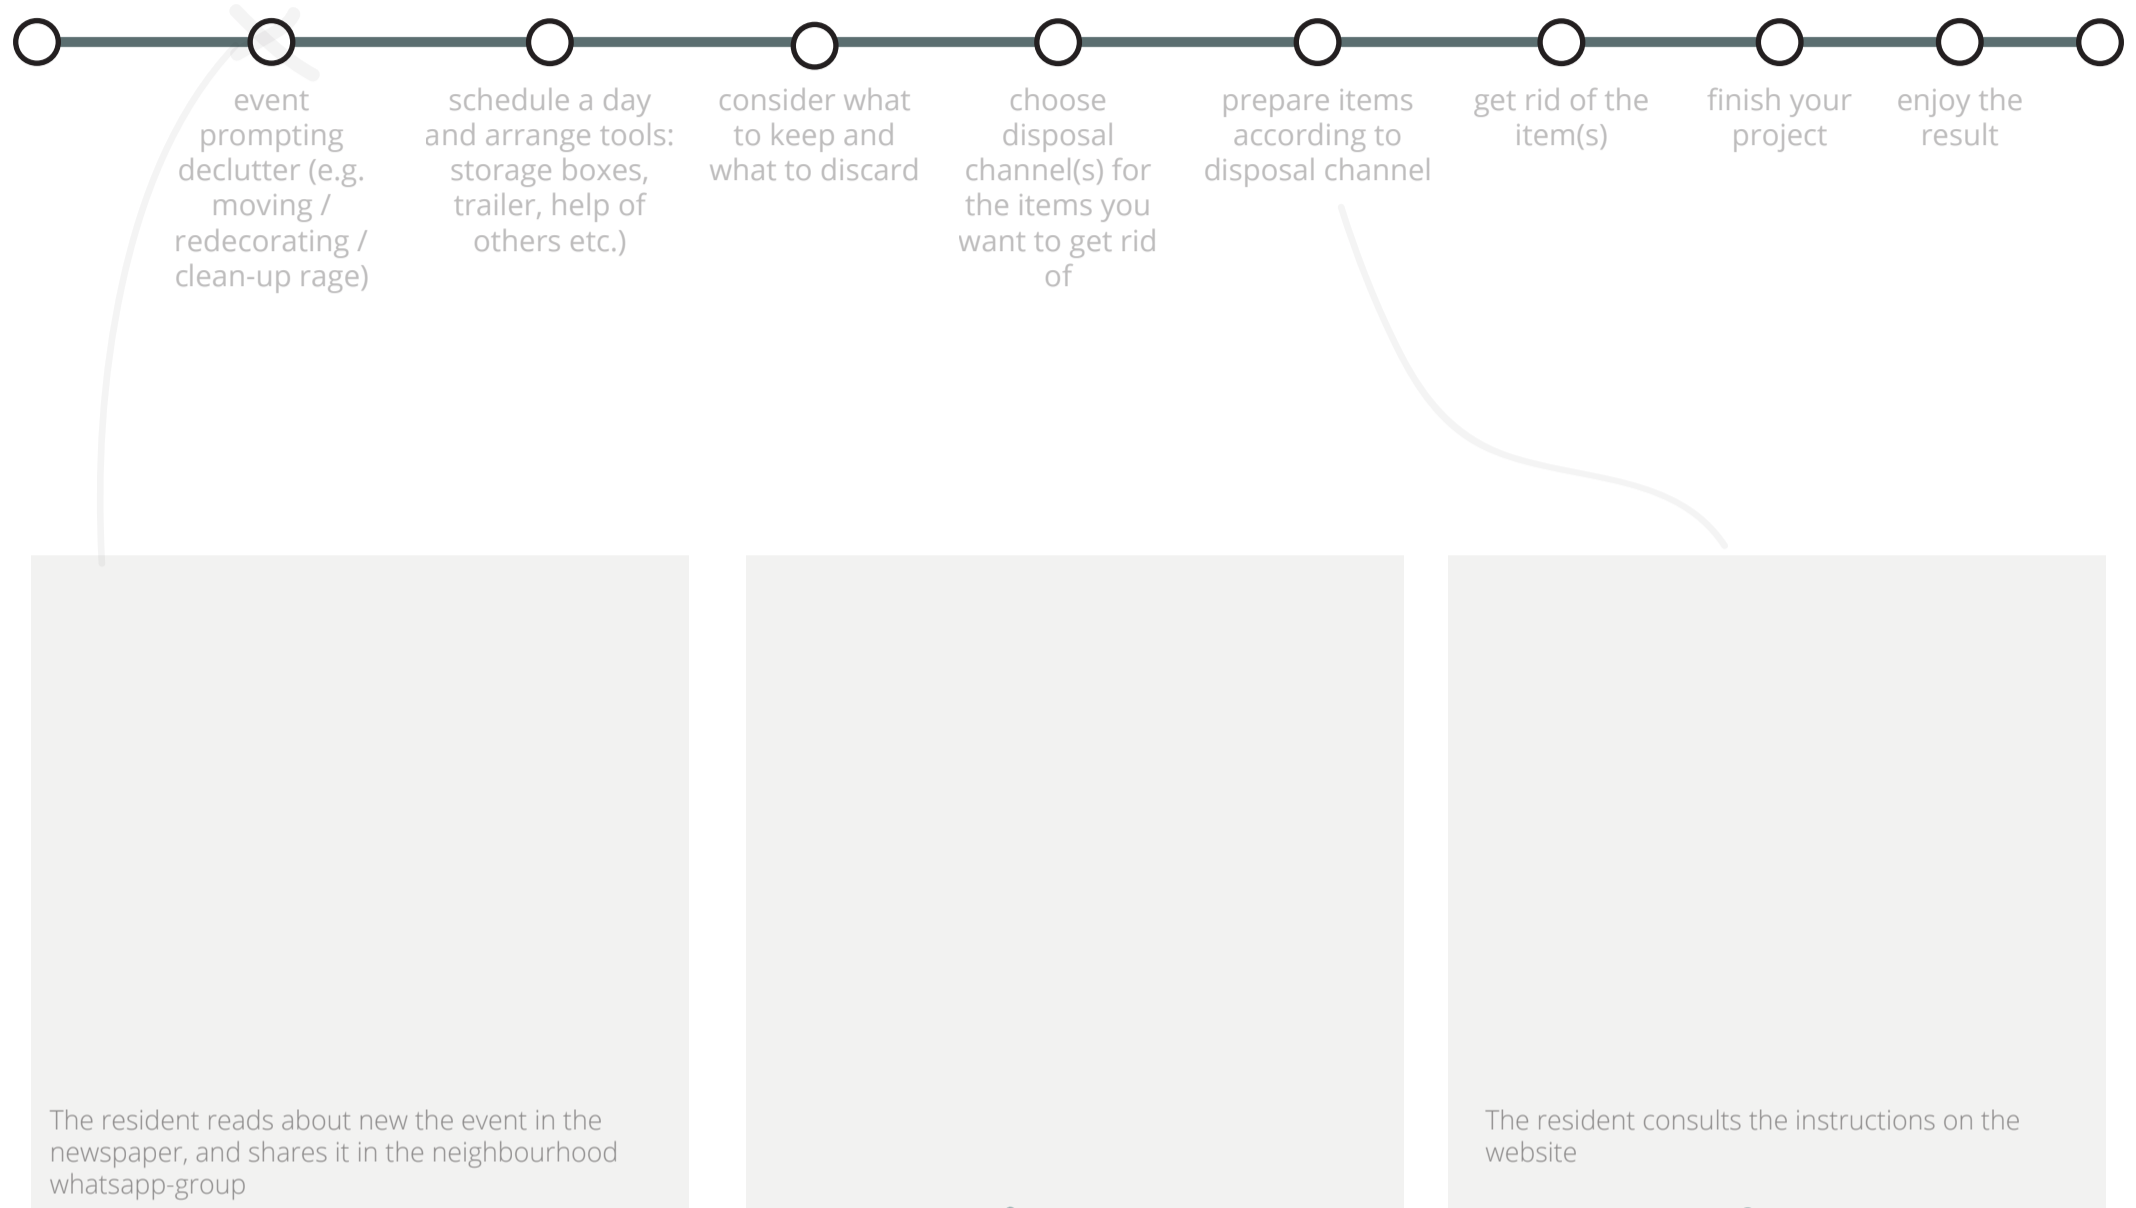 event
prompting
declutter (e.g.
moving /
redecorating /
clean-up rage)
schedule a day
and arrange tools:
storage boxes,
trailer, help of
others etc.)
consider what
to keep and
what to discard
choose
disposal
channel(s) for
the items you
want to get rid
of
prepare items
according to
disposal channel
get rid of the
item(s)
finish your
project
enjoy the
result
The resident reads about new the event in the
newspaper, and shares it in the neighbourhood
whatsapp-group
The resident consults the instructions on the
website